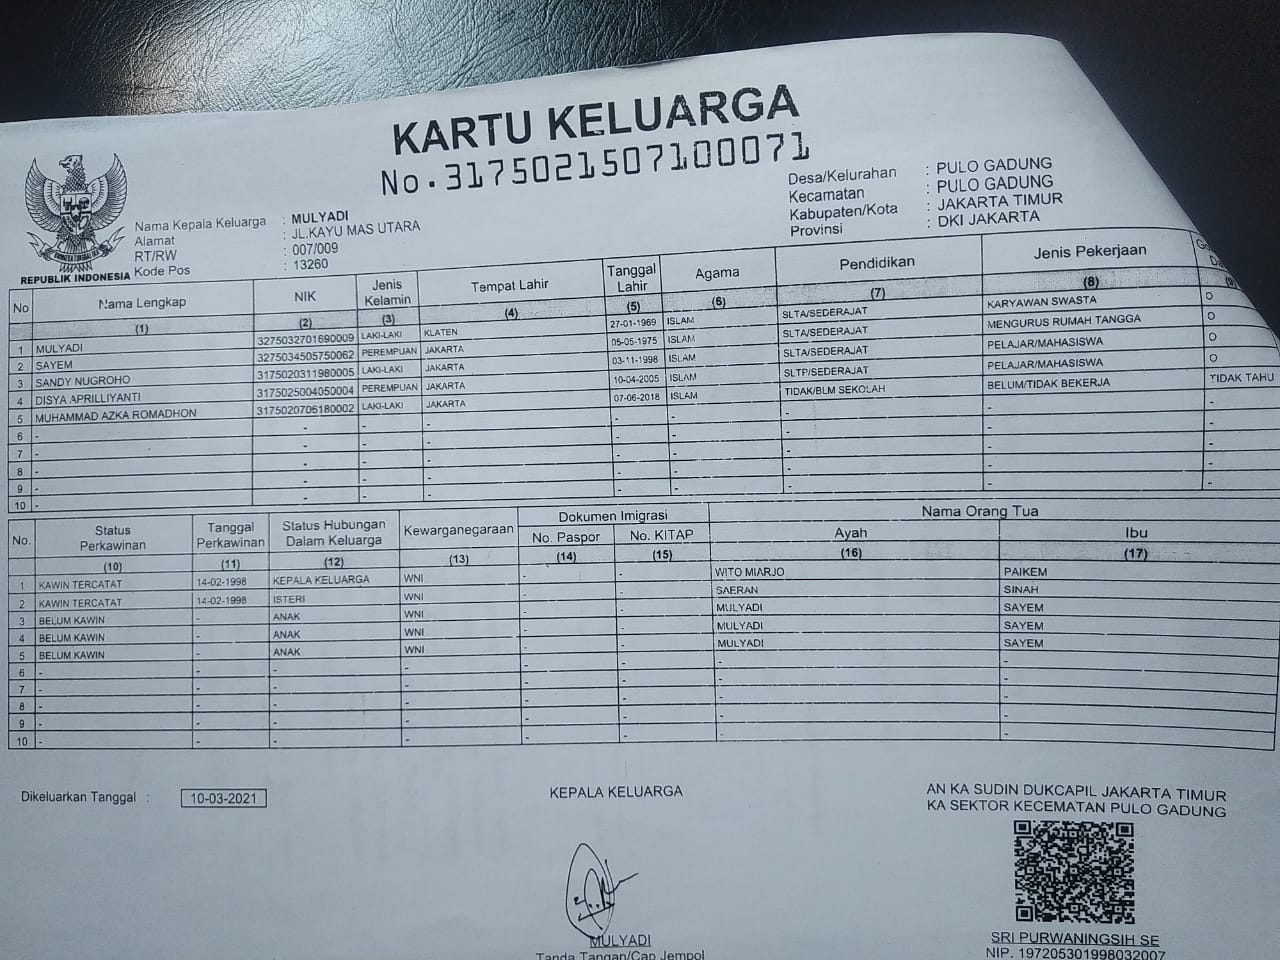 KARTU KELUARGA
No.3175021507100071
REPUBLIK INDONESIA
Nama Kepala Keluarga : MULYADI
Alamat : JL.KAYU MAS UTARA
RT/RW : 007/009
Kode Pos : 13260
Desa/Kelurahan : PULO GADUNG
Kecamatan : PULO GADUNG
Kabupaten/Kota : JAKARTA TIMUR
Provinsi : DKI JAKARTA
No Nama Lengkap NIK Jenis Kelamin Tempat Lahir Tanggal Lahir Agama Pendidikan Jenis Pekerjaan
(1) (2) (3) (4) (5) (6) (7) (8)
1 MULYADI 3275032701690009 LAKI-LAKI KLATEN 27-01-1969 ISLAM SLTA/SEDERAJAT KARYAWAN SWASTA O
2 SAYEM 3275034505750062 PEREMPUAN JAKARTA 05-05-1975 ISLAM SLTA/SEDERAJAT MENGURUS RUMAH TANGGA O
3 SANDY NUGROHO 3175020311980005 LAKI-LAKI JAKARTA 03-11-1998 ISLAM SLTA/SEDERAJAT PELAJAR/MAHASISWA O
4 DISYA APRILLIYANTI 3175025004050004 PEREMPUAN JAKARTA 10-04-2005 ISLAM SLTP/SEDERAJAT PELAJAR/MAHASISWA O
5 MUHAMMAD AZKA ROMADHON 3175020706180002 LAKI-LAKI JAKARTA 07-06-2018 ISLAM TIDAK/BLM SEKOLAH BELUM/TIDAK BEKERJA TIDAK TAHU
6 - - - - - - - - -
7 - - - - - - - - -
8 - - - - - - - - -
9 - - - - - - - - -
10 - - - - - - - - -
No. Status Perkawinan Tanggal Perkawinan Status Hubungan Dalam Keluarga Kewarganegaraan Dokumen Imigrasi Nama Orang Tua
No. Paspor No. KITAP Ayah Ibu
(10) (11) (12) (13) (14) (15) (16) (17)
1 KAWIN TERCATAT 14-02-1998 KEPALA KELUARGA WNI - - WITO MIARJO PAIKEM
2 KAWIN TERCATAT 14-02-1998 ISTERI WNI - - SAERAN SINAH
3 BELUM KAWIN - ANAK WNI - - MULYADI SAYEM
4 BELUM KAWIN - ANAK WNI - - MULYADI SAYEM
5 BELUM KAWIN - ANAK WNI - - MULYADI SAYEM
6 - - - - - - - -
7 - - - - - - - -
8 - - - - - - - -
9 - - - - - - - -
10 - - - - - - - -
Dikeluarkan Tanggal : 10-03-2021
KEPALA KELUARGA
MULYADI
Tanda Tangan/Cap Jempol
AN KA SUDIN DUKCAPIL JAKARTA TIMUR
KA SEKTOR KECEMATAN PULO GADUNG
SRI PURWANINGSIH SE
NIP. 197205301998032007